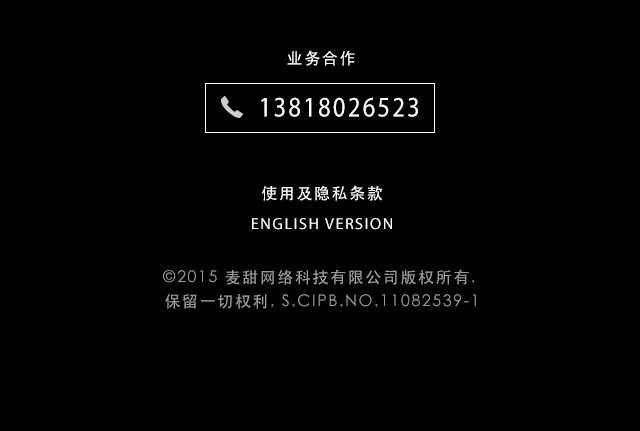 业务合作
13818026523
使用及隐私条款
ENGLISH VERSION
©2015 麦甜网络科技有限公司版权所有.
保留一切权利. S.CIPB.NO.11082539-1